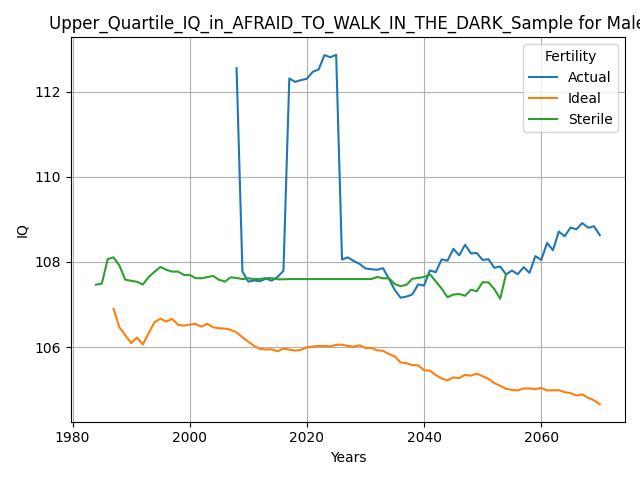 Upper_Quartile_IQ_in_AFRAID_TO_WALK_IN_THE_DARK_Sample for Male
Fertility
Actual
Ideal
Sterile
112
110
108
106
IQ
1980
2000
2020
2040
2060
Years